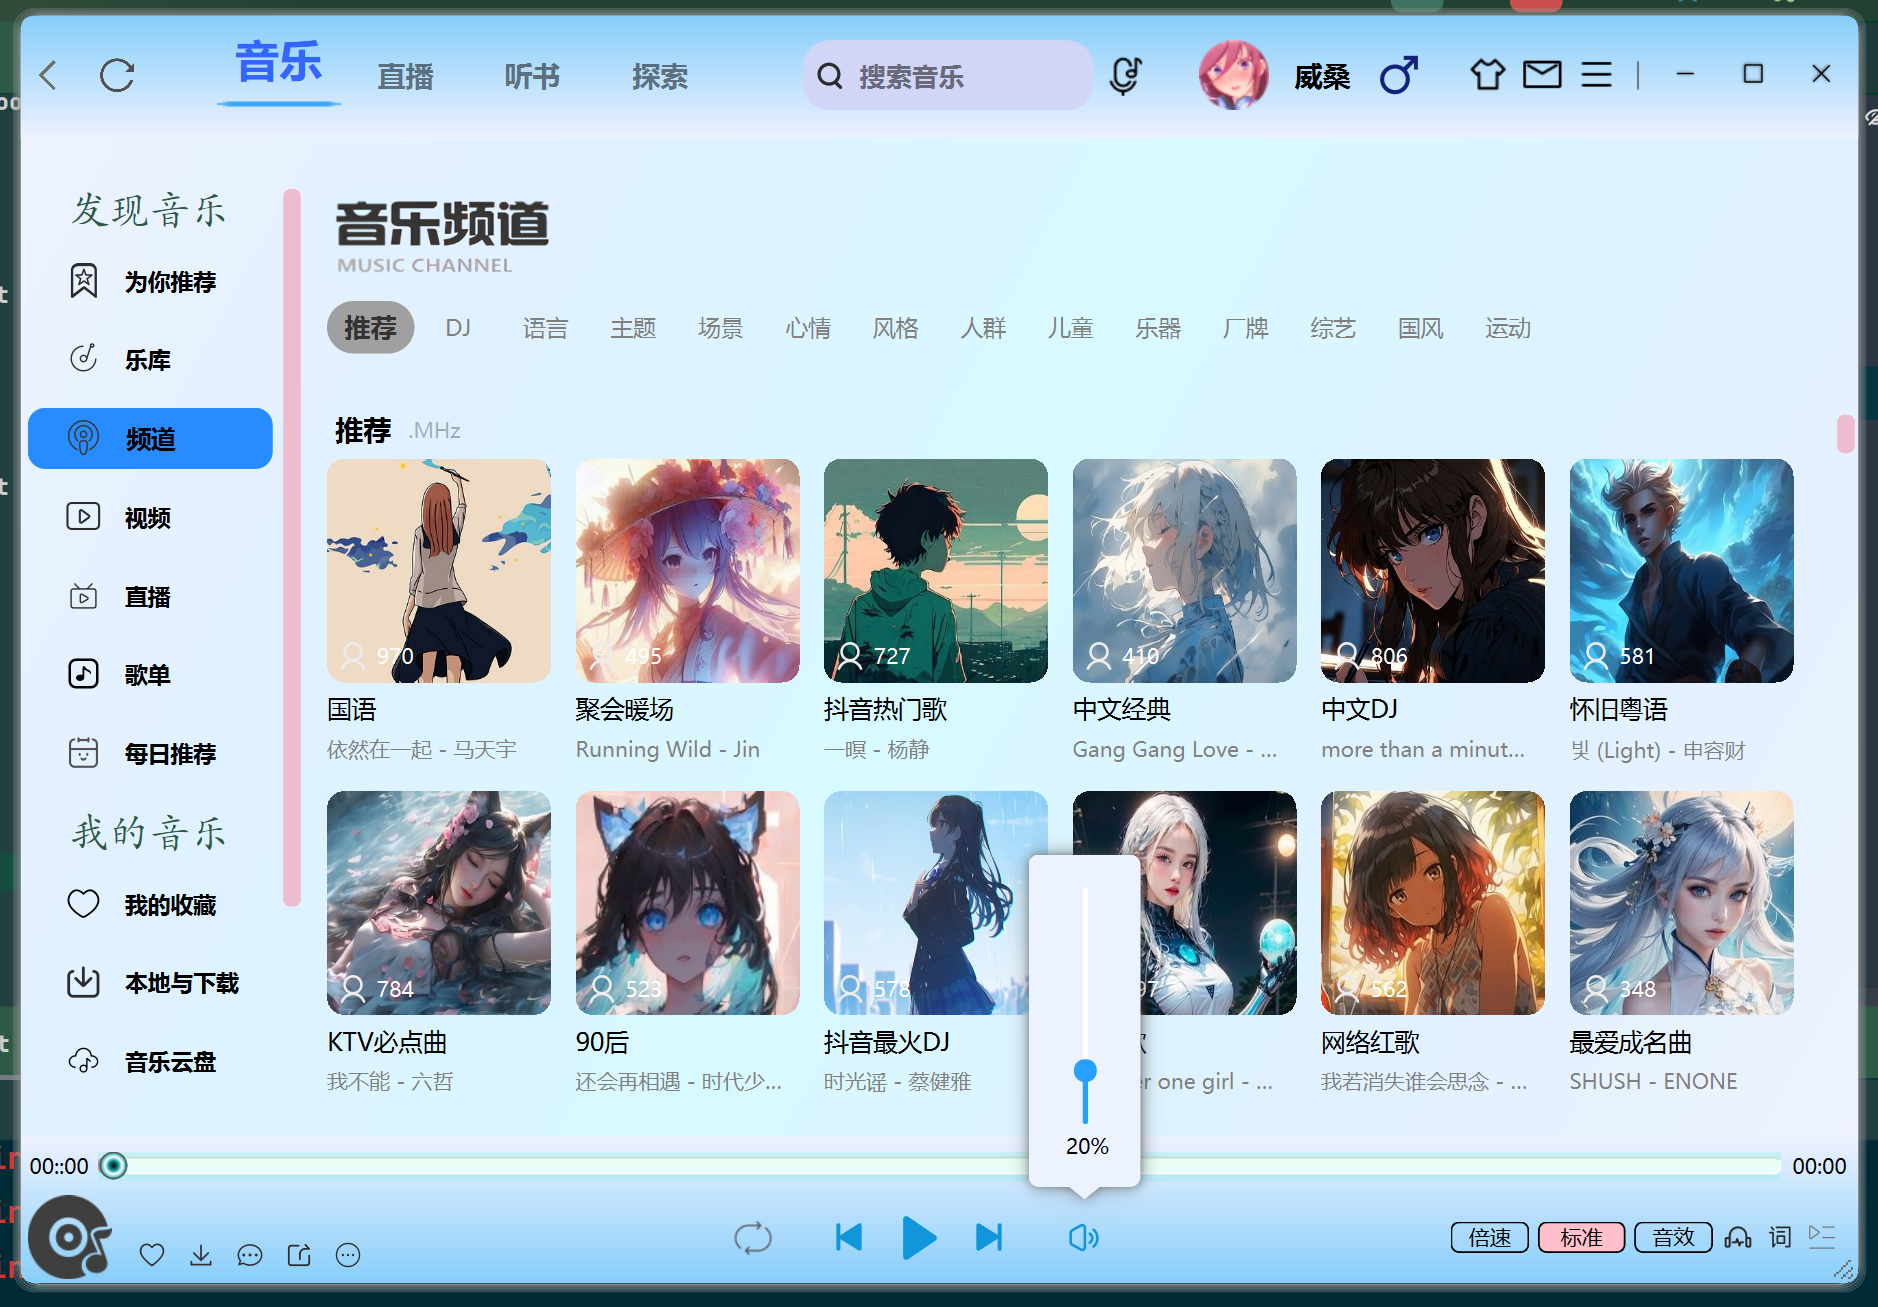 音乐
直播
听书
探索
搜索音乐
威桑
发现音乐
为你推荐
乐库
频道
视频
直播
歌单
每日推荐
我的音乐
我的收藏
本地与下载
音乐云盘
音乐频道
MUSIC CHANNEL
推荐 DJ 语言 主题 场景 心情 风格 人群 儿童 乐器 厂牌 综艺 国风 运动
推荐 .MHz
970
国语
依然在一起 - 马天宇
495
聚会暖场
Running Wild - Jin
727
抖音热门歌
一暝 - 杨静
410
中文经典
Gang Gang Love - ...
806
中文DJ
more than a minut...
581
怀旧粤语
빛 (Light) - 申容财
784
KTV必点曲
我不能 - 六哲
523
90后
还会再相遇 - 时代少...
578
抖音最火DJ
时光谣 - 蔡健雅
97
one girl - ...
562
网络红歌
我若消失谁会思念 - ...
348
最爱成名曲
SHUSH - ENONE
20%
00::00
00:00
倍速
标准
音效
词